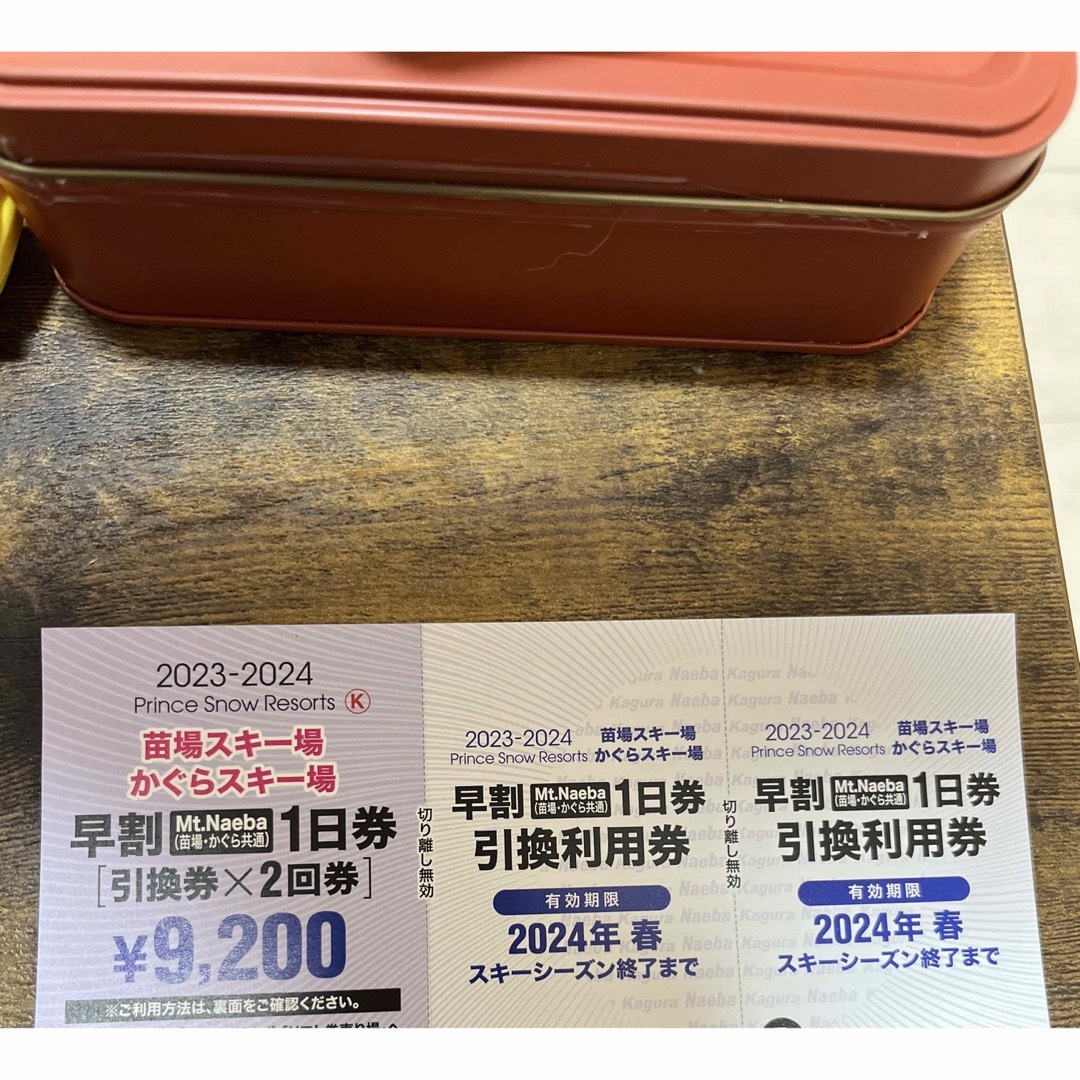 2023-2024
Prince Snow Resorts Ⓚ
苗場スキー場
かぐらスキー場
早割 Mt.Naeba (苗場・かぐら共通) 1日券
[引換券×2回券]
¥9,200
※ご利用方法は、裏面をご確認ください。
切り離し無効
2023-2024
Prince Snow Resorts
苗場スキー場
かぐらスキー場
早割 Mt.Naeba (苗場・かぐら共通) 1日券
引換利用券
有効期限
2024年 春
スキーシーズン終了まで
切り離し無効
2023-2024
Prince Snow Resorts
苗場スキー場
かぐらスキー場
早割 Mt.Naeba (苗場・かぐら共通) 1日券
引換利用券
有効期限
2024年 春
スキーシーズン終了まで